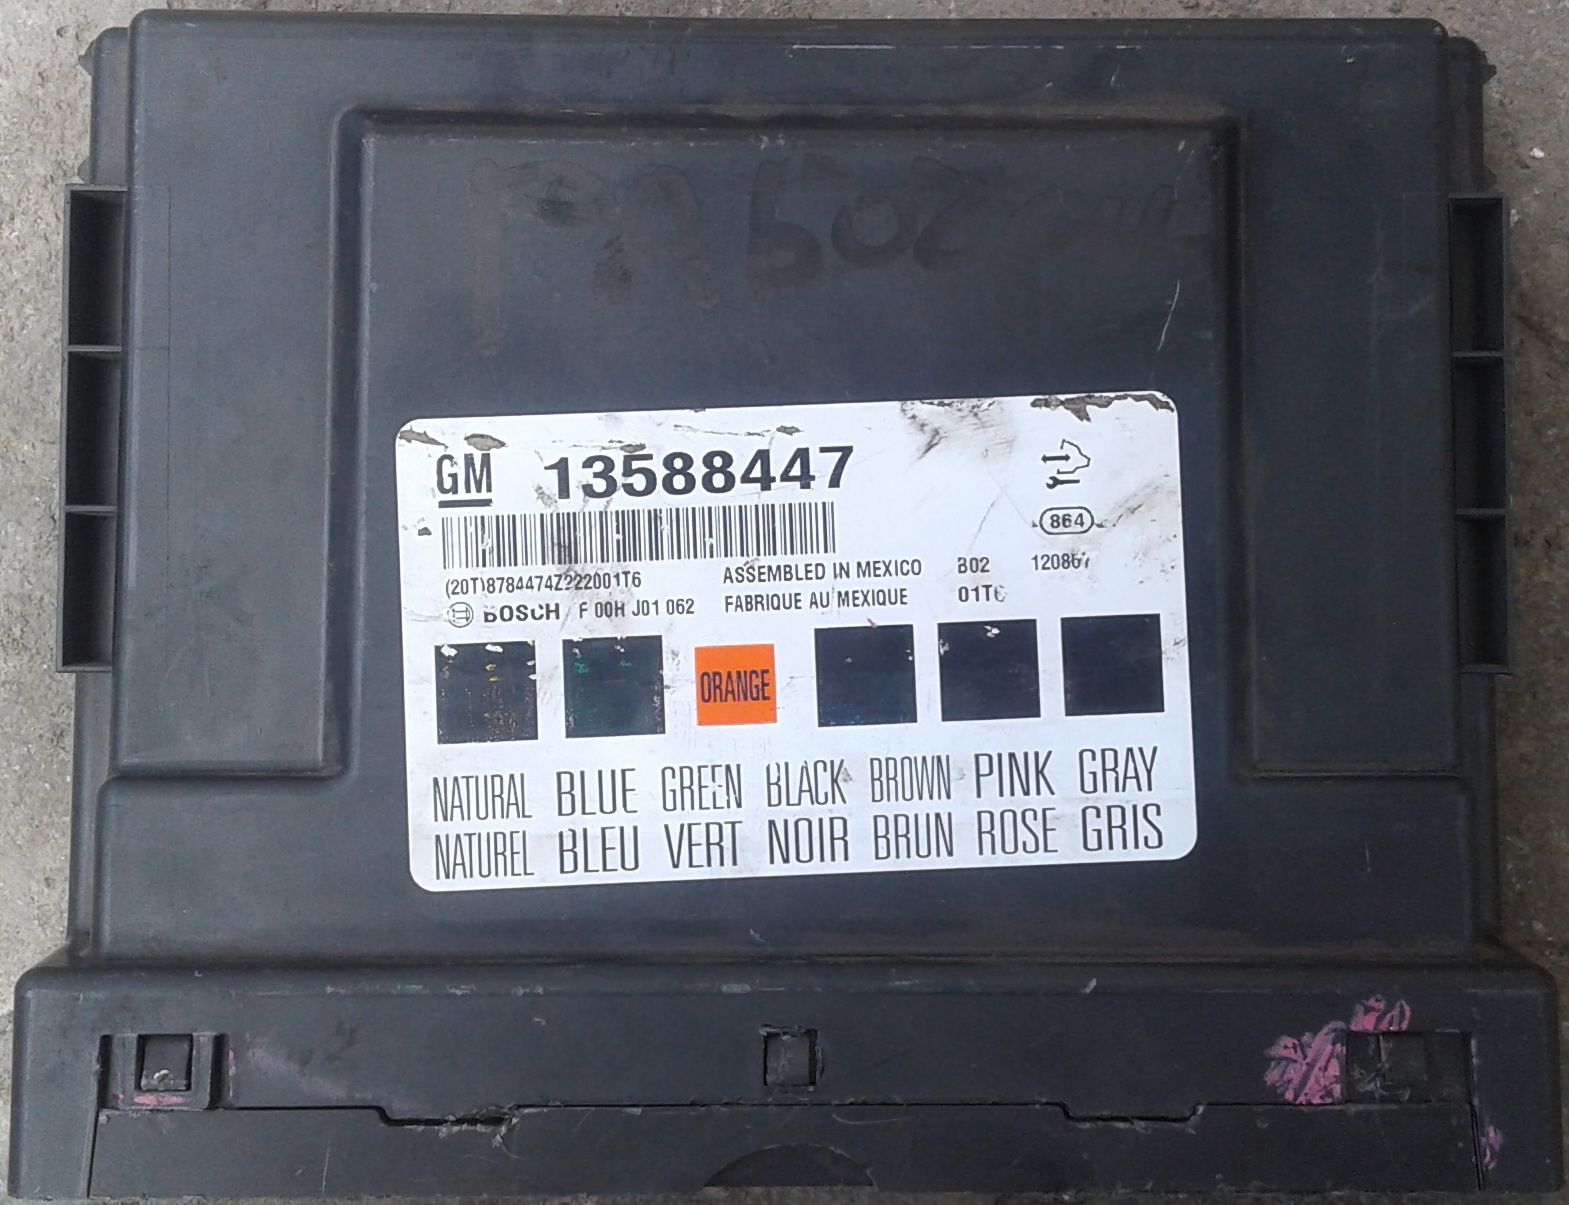 GM 13588447
864
(20T)8784474Z222001T6 ASSEMBLED IN MEXICO B02
BOSCH F 00H J01 062 FABRIQUE AU MEXIQUE
ORANGE
NATURAL BLUE GREEN BLACK BROWN PINK GRAY
NATUREL BLEU VERT NOIR BRUN ROSE GRIS